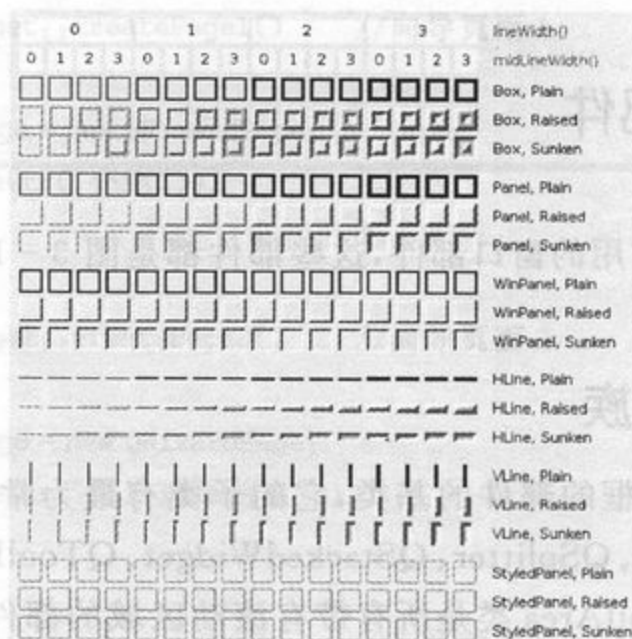 0 1 2 3 lineWidth()
0 1 2 3 0 1 2 3 0 1 2 3 0 1 2 3 midLineWidth()
Box, Plain
Box, Raised
Box, Sunken
Panel, Plain
Panel, Raised
Panel, Sunken
WinPanel, Plain
WinPanel, Raised
WinPanel, Sunken
HLine, Plain
HLine, Raised
HLine, Sunken
VLine, Plain
VLine, Raised
VLine, Sunken
StyledPanel, Plain
StyledPanel, Raised
StyledPanel, Sunken